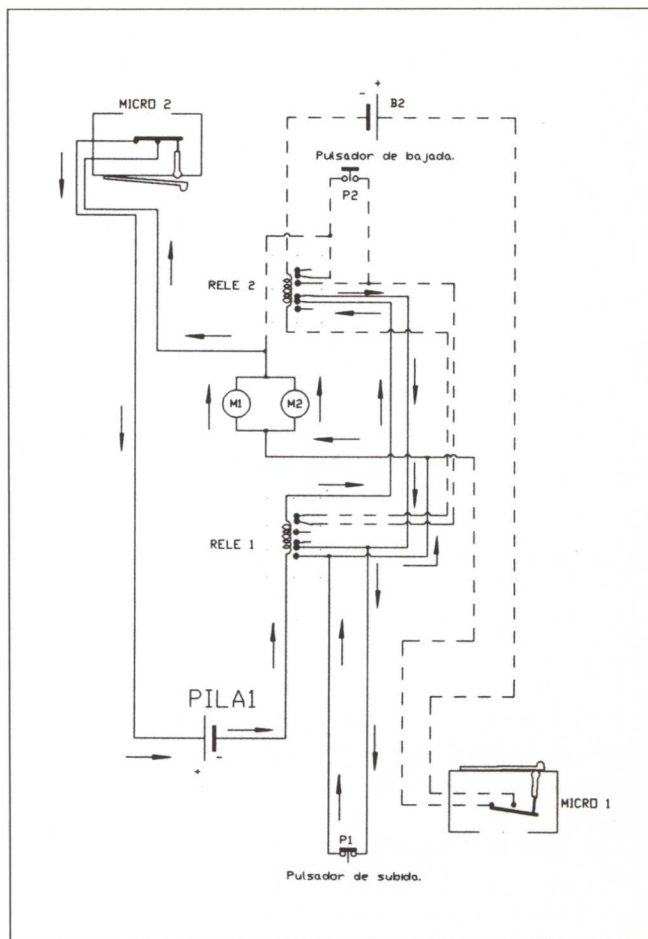 MICRO 2
+
-
B2
Pulsador de bajada.
P2
RELE 2
M1
M2
RELE 1
PILA1
+
-
MICRO 1
P1
Pulsador de subida.